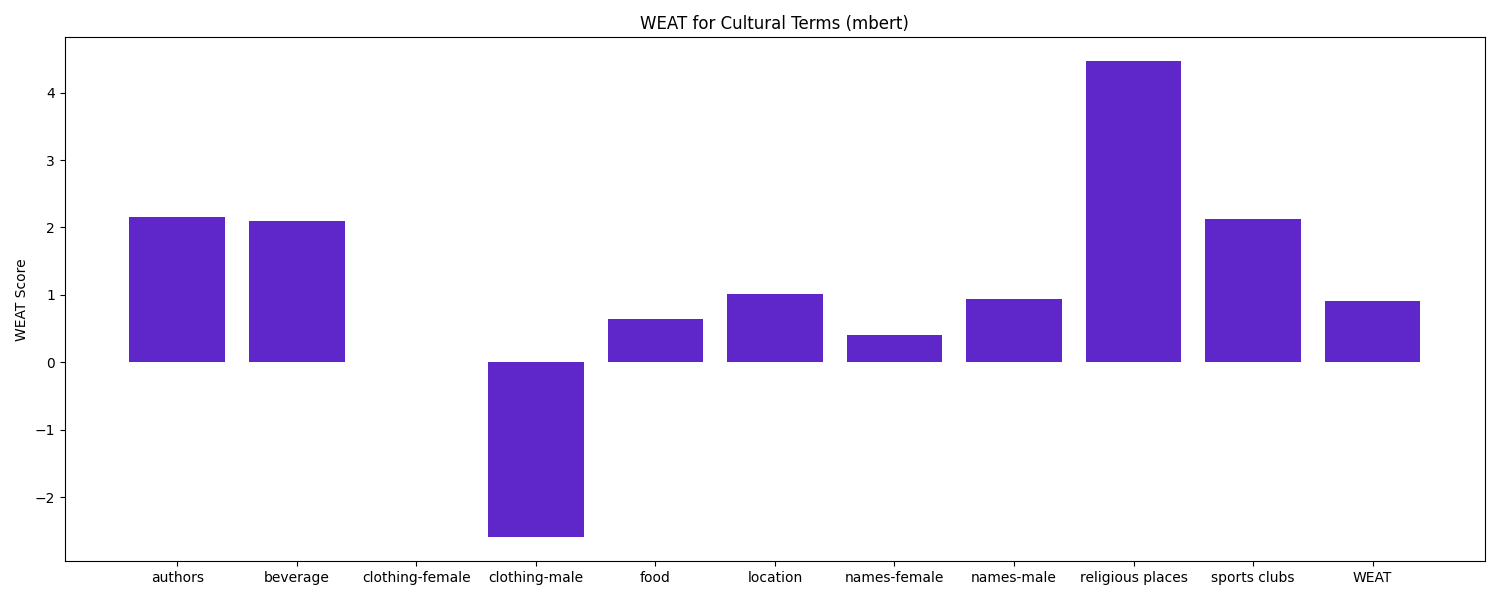 WEAT for Cultural Terms (mbert)
WEAT Score
4
3
2
1
0
−1
−2
authors beverage clothing-female clothing-male food location names-female names-male religious places sports clubs WEAT